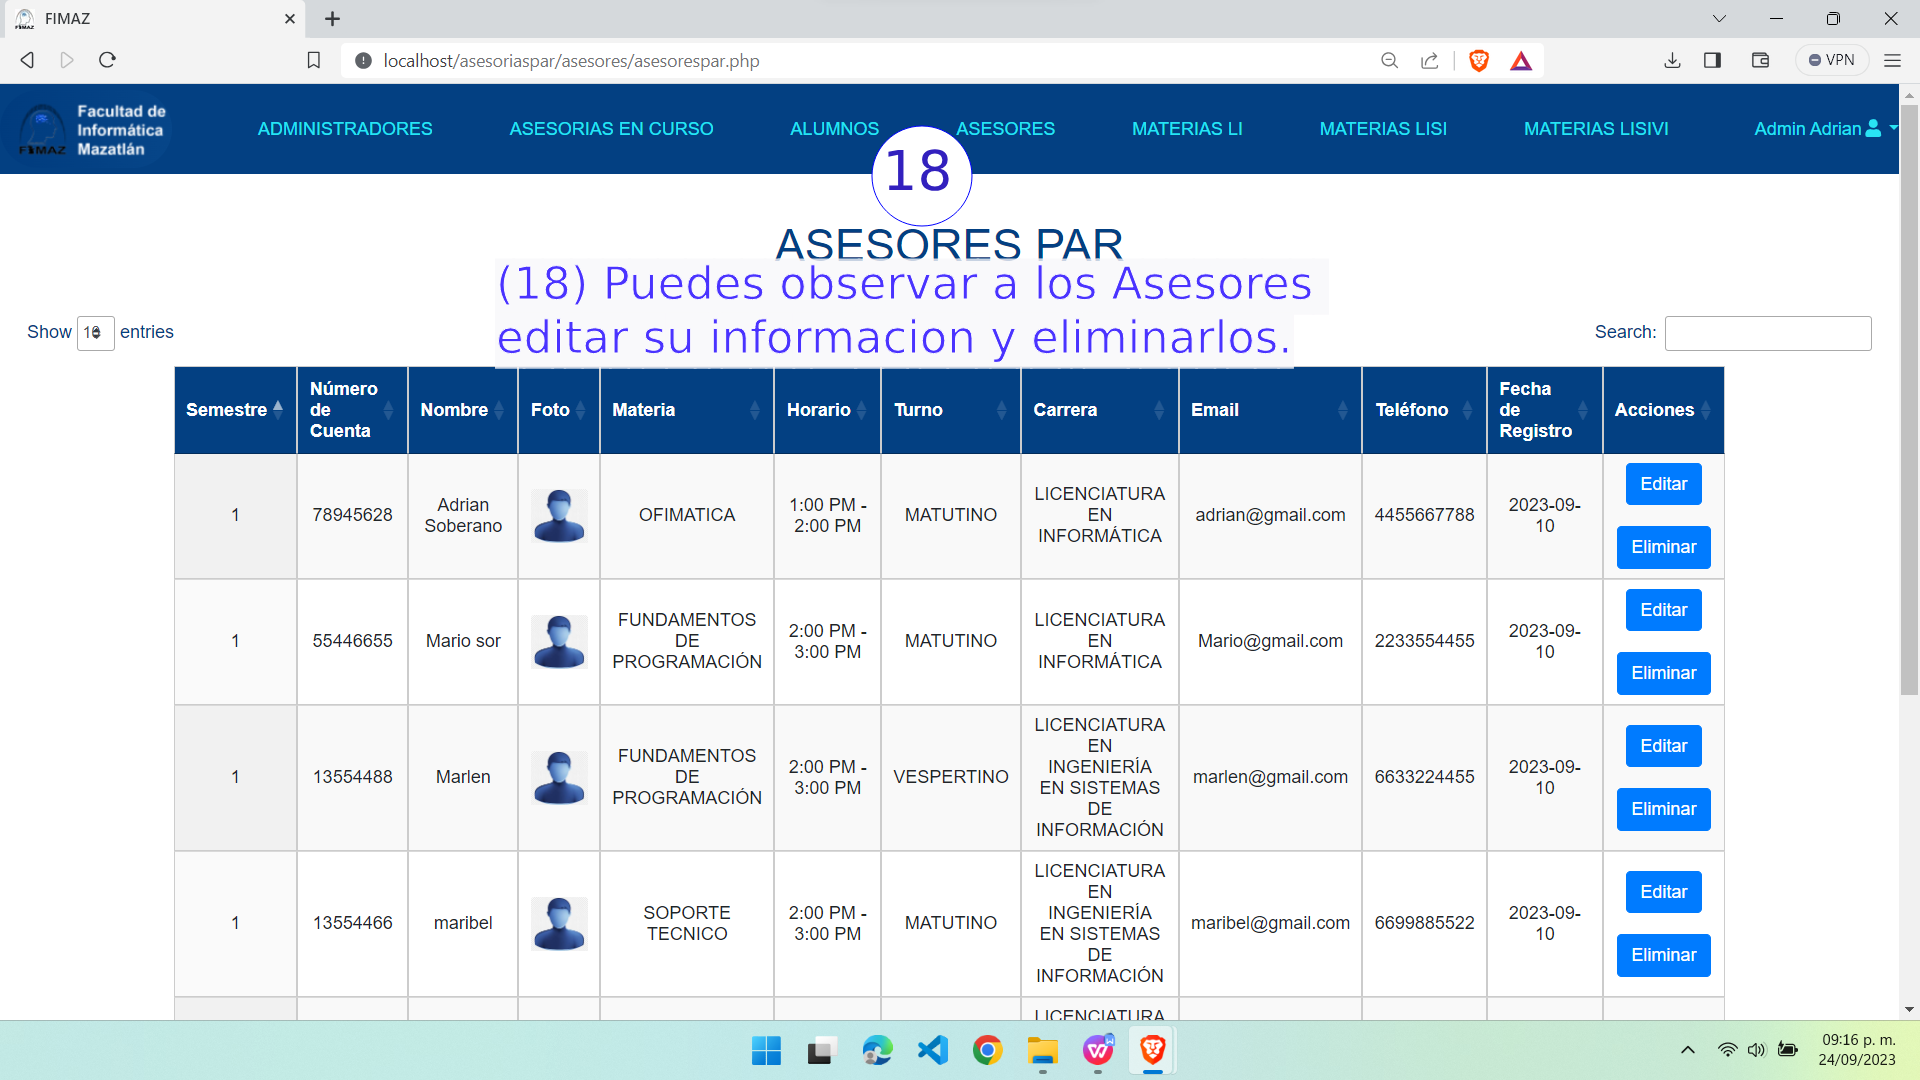 FIMAZ
localhost/asesoriaspar/asesores/asesorespar.php
VPN
Facultad de
Informática
Mazatlán
FIMAZ
ADMINISTRADORES
ASESORIAS EN CURSO
ALUMNOS
ASESORES
MATERIAS LI
MATERIAS LISI
MATERIAS LISIVI
Admin Adrian
18
ASESORES PAR
(18) Puedes observar a los Asesores
editar su informacion y eliminarlos.
Show 10 entries
Search:
Semestre
Número
de
Cuenta
Nombre
Foto
Materia
Horario
Turno
Carrera
Email
Teléfono
Fecha
de
Registro
Acciones
1
78945628
Adrian
Soberano
OFIMATICA
1:00 PM -
2:00 PM
MATUTINO
LICENCIATURA
EN
INFORMÁTICA
adrian@gmail.com
4455667788
2023-09-
10
Editar
Eliminar
1
55446655
Mario sor
FUNDAMENTOS
DE
PROGRAMACIÓN
2:00 PM -
3:00 PM
MATUTINO
LICENCIATURA
EN
INFORMÁTICA
Mario@gmail.com
2233554455
2023-09-
10
Editar
Eliminar
1
13554488
Marlen
FUNDAMENTOS
DE
PROGRAMACIÓN
2:00 PM -
3:00 PM
VESPERTINO
LICENCIATURA
EN
INGENIERÍA
EN SISTEMAS
DE
INFORMACIÓN
marlen@gmail.com
6633224455
2023-09-
10
Editar
Eliminar
1
13554466
maribel
SOPORTE
TECNICO
2:00 PM -
3:00 PM
MATUTINO
LICENCIATURA
EN
INGENIERÍA
EN SISTEMAS
DE
INFORMACIÓN
maribel@gmail.com
6699885522
2023-09-
10
Editar
Eliminar
LICENCIATURA
09:16 p. m.
24/09/2023